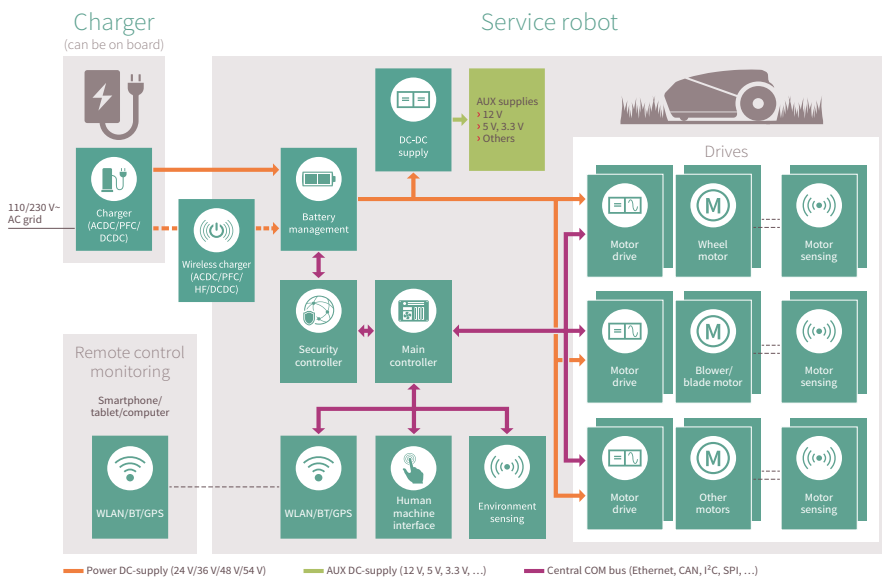 Charger
(can be on board)
Service robot
110/230 V~
AC grid
Charger
(ACDC/PFC/
DCDC)
Wireless charger
(ACDC/PFC/
HF/DCDC)
Battery
management
DC-DC
supply
AUX supplies
› 12 V
› 5 V, 3.3 V
› Others
Drives
Motor
drive
M
Wheel
motor
Motor
sensing
Security
controller
Main
controller
Motor
drive
M
Blower/
blade motor
Motor
sensing
Remote control
monitoring
Smartphone/
tablet/computer
WLAN/BT/GPS
WLAN/BT/GPS
Human
machine
interface
Environment
sensing
Motor
drive
M
Other
motors
Motor
sensing
Power DC-supply (24 V/36 V/48 V/54 V)
AUX DC-supply (12 V, 5 V, 3.3 V, …)
Central COM bus (Ethernet, CAN, I²C, SPI, …)